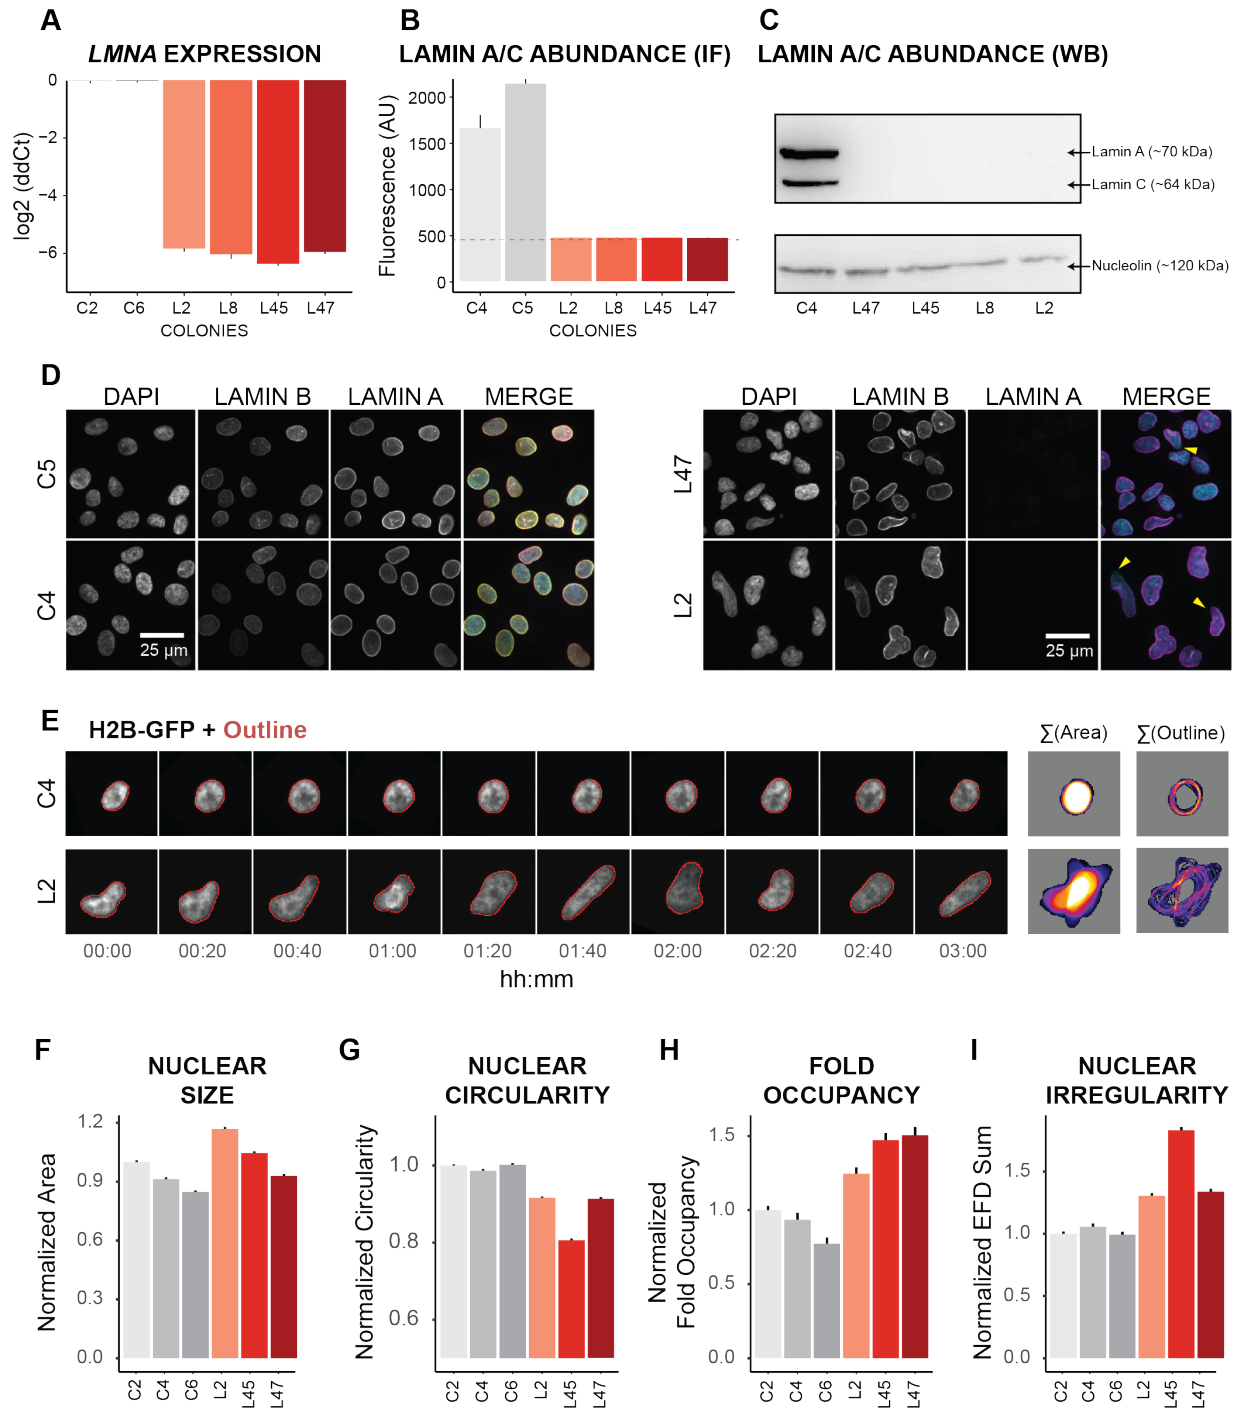 A
LMNA EXPRESSION
log2 (ddCt)
0
−2
−4
−6
C2 C6 L2 L8 L45 L47
COLONIES
B
LAMIN A/C ABUNDANCE (IF)
Fluorescence (AU)
2000
1500
1000
500
0
C4 C5 L2 L8 L45 L47
COLONIES
C
LAMIN A/C ABUNDANCE (WB)
Lamin A (~70 kDa)
Lamin C (~64 kDa)
Nucleolin (~120 kDa)
C4 L47 L45 L8 L2
D
DAPI LAMIN B LAMIN A MERGE
C5
C4
25 µm
DAPI LAMIN B LAMIN A MERGE
L47
L2
25 µm
E
H2B-GFP + Outline
∑(Area) ∑(Outline)
C4
L2
00:00 00:20 00:40 01:00 01:20 01:40 02:00 02:20 02:40 03:00
hh:mm
F
NUCLEAR
SIZE
Normalized Area
1.2
0.9
0.6
0.3
0.0
C2 C4 C6 L2 L45 L47
G
NUCLEAR
CIRCULARITY
Normalized Circularity
1.0
0.8
0.6
C2 C4 C6 L2 L45 L47
H
FOLD
OCCUPANCY
Normalized
Fold Occupancy
1.5
1.0
0.5
0.0
C2 C4 C6 L2 L45 L47
I
NUCLEAR
IRREGULARITY
Normalized EFD Sum
1.5
1.0
0.5
0.0
C2 C4 C6 L2 L45 L47